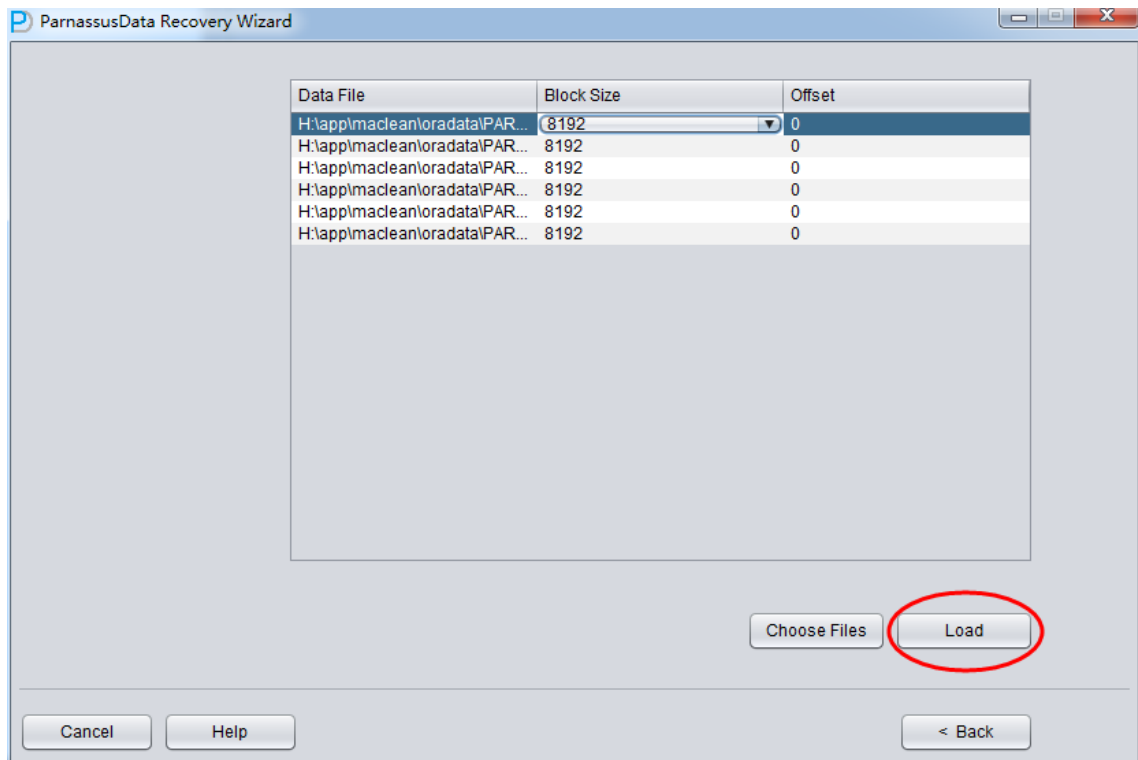 ParnassusData Recovery Wizard
Data File Block Size Offset
H:\app\maclean\oradata\PAR... 8192 0
H:\app\maclean\oradata\PAR... 8192 0
H:\app\maclean\oradata\PAR... 8192 0
H:\app\maclean\oradata\PAR... 8192 0
H:\app\maclean\oradata\PAR... 8192 0
H:\app\maclean\oradata\PAR... 8192 0
Choose Files Load
Cancel Help < Back